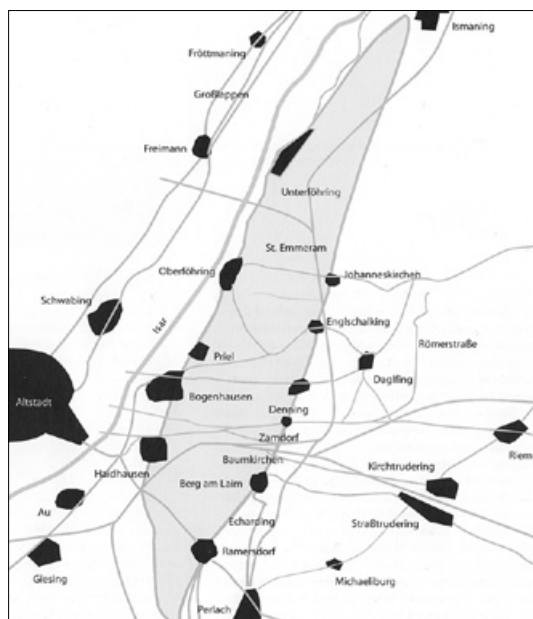 Ismaning
Fröttmaning
Großlappen
Freimann
Unterföhring
St. Emmeram
Oberföhring
Johanneskirchen
Schwabing
Isar
Englschalking
Römerstraße
Priel
Daglfing
Bogenhausen
Altstadt
Denning
Zamdorf
Riem
Haidhausen
Baumkirchen
Kirchtrudering
Berg am Laim
Au
Echarding
Straßtrudering
Ramersdorf
Giesing
Michaeliburg
Perlach